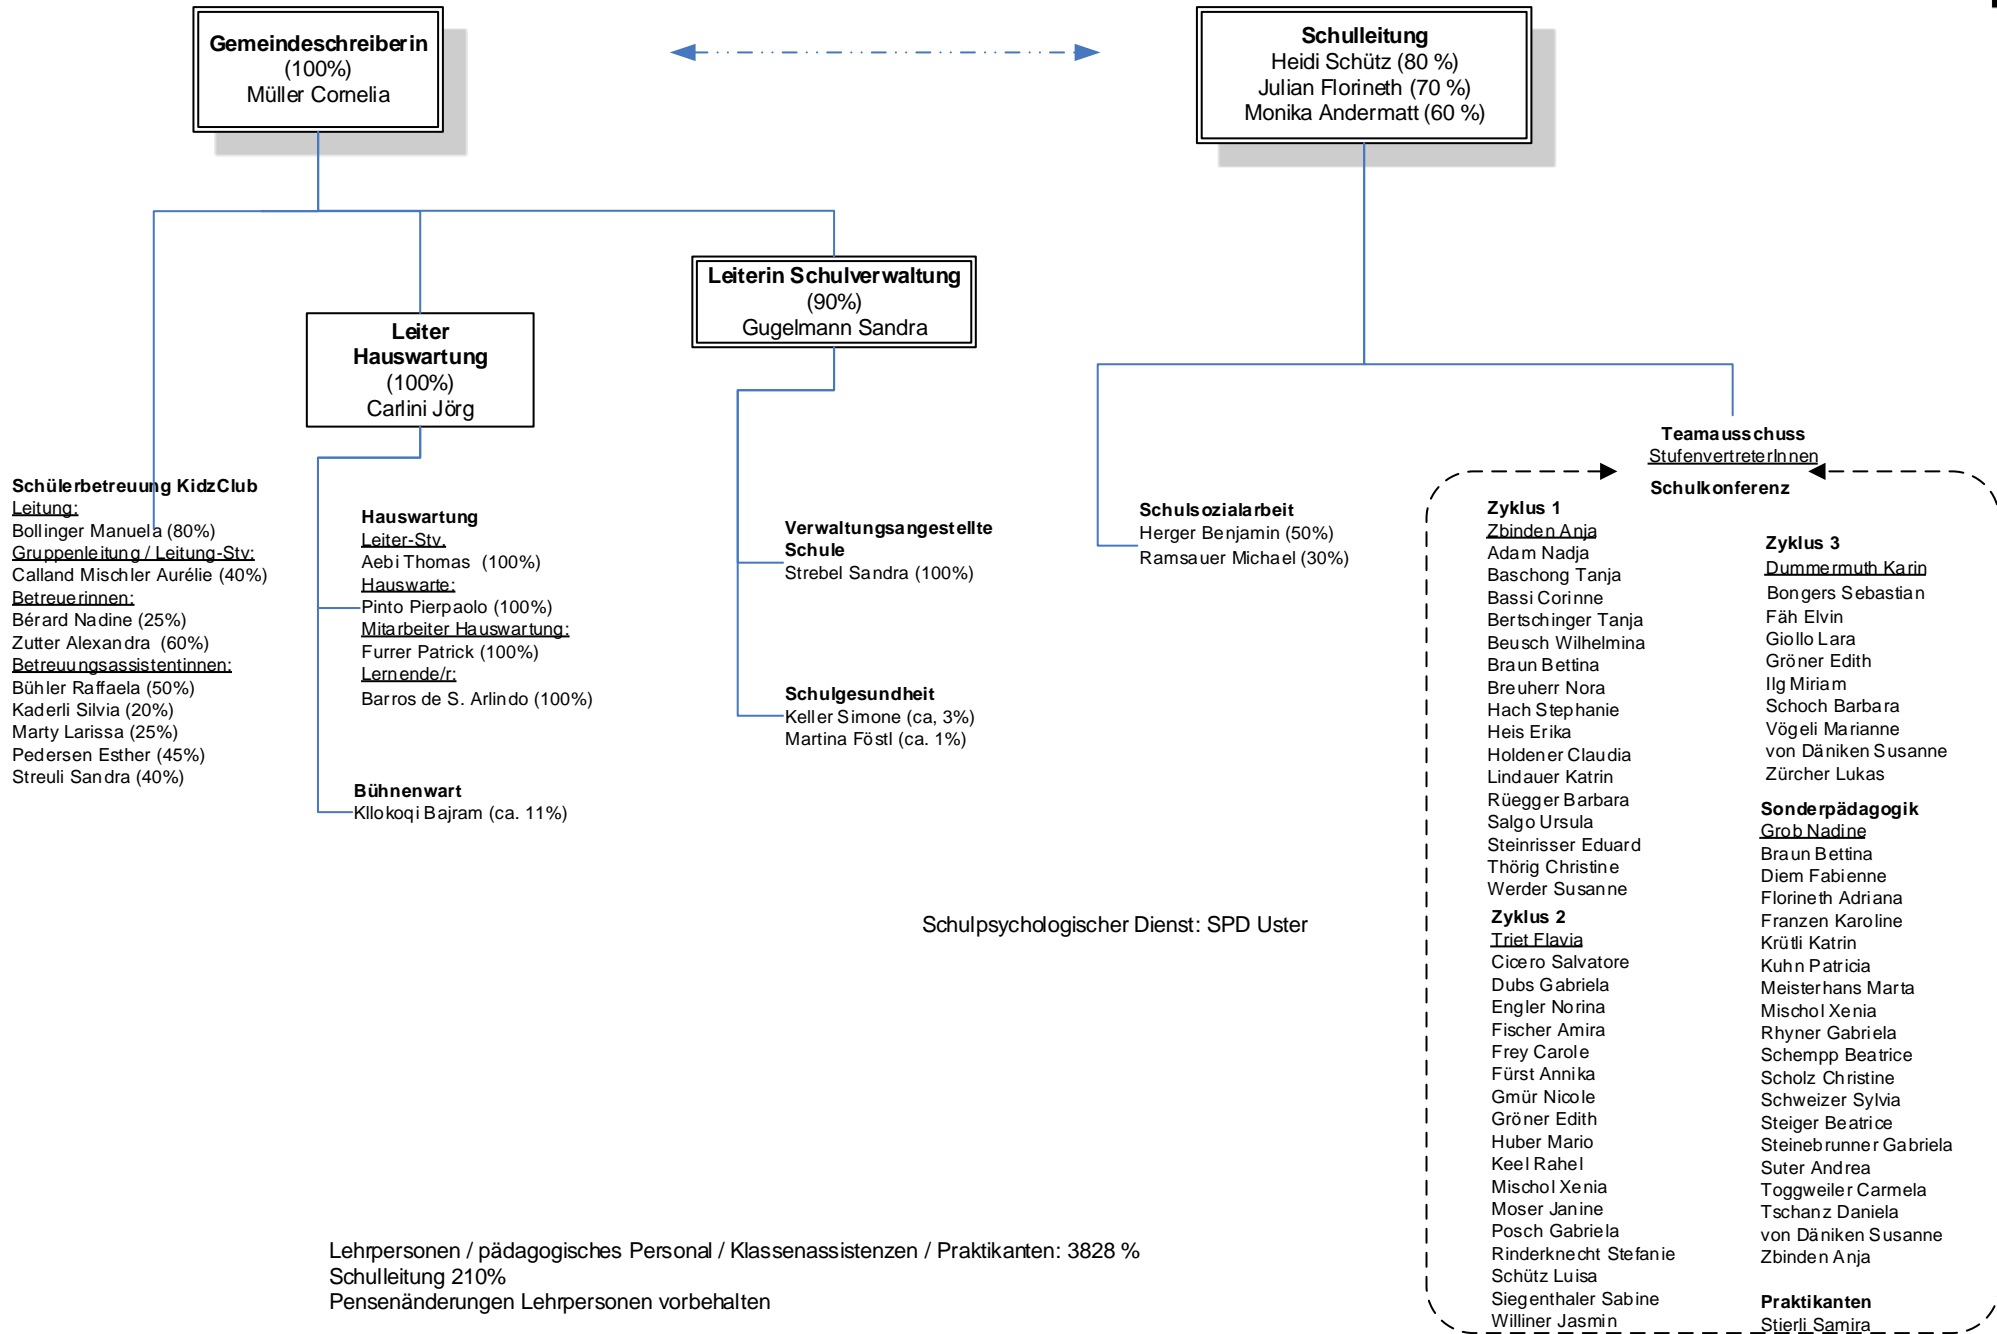 Gemeindeschreiberin
(100%)
Müller Cornelia
Schulleitung
Heidi Schütz (80 %)
Julian Florineth (70 %)
Monika Andermatt (60 %)
Leiterin Schulverwaltung
(90%)
Gugelmann Sandra
Leiter
Hauswartung
(100%)
Carlini Jörg
Schülerbetreuung KidzClub
Leitung:
Bollinger Manuela (80%)
Gruppenleitung / Leitung-Stv:
Calland Mischler Aurélie (40%)
Betreuerinnen:
Bérard Nadine (25%)
Zutter Alexandra (60%)
Betreuungsassistentinnen:
Bühler Raffaela (50%)
Kaderli Silvia (20%)
Marty Larissa (25%)
Pedersen Esther (45%)
Streuli Sandra (40%)
Hauswartung
Leiter-Stv.
Aebi Thomas (100%)
Hauswarte:
Pinto Pierpaolo (100%)
Mitarbeiter Hauswartung:
Furrer Patrick (100%)
Lernende/r:
Barros de S. Arlindo (100%)
Bühnenwart
Kllokoqi Bajram (ca. 11%)
Verwaltungsangestellte
Schule
Strebel Sandra (100%)
Schulgesundheit
Keller Simone (ca, 3%)
Martina Föstl (ca. 1%)
Schulsozialarbeit
Herger Benjamin (50%)
Ramsauer Michael (30%)
Teamausschuss
StufenvertreterInnen
Schulkonferenz
Zyklus 1
Zbinden Anja
Adam Nadja
Baschong Tanja
Bassi Corinne
Bertschinger Tanja
Beusch Wilhelmina
Braun Bettina
Breuherr Nora
Hach Stephanie
Heis Erika
Holdener Claudia
Lindauer Katrin
Rüegger Barbara
Salgo Ursula
Steinrisser Eduard
Thörig Christine
Werder Susanne
Zyklus 2
Triet Flavia
Cicero Salvatore
Dubs Gabriela
Engler Norina
Fischer Amira
Frey Carole
Fürst Annika
Gmür Nicole
Gröner Edith
Huber Mario
Keel Rahel
Mischol Xenia
Moser Janine
Posch Gabriela
Rinderknecht Stefanie
Schütz Luisa
Siegenthaler Sabine
Williner Jasmin
Zyklus 3
Dummermuth Karin
Bongers Sebastian
Fäh Elvin
Giollo Lara
Gröner Edith
Ilg Miriam
Schoch Barbara
Vögeli Marianne
von Däniken Susanne
Zürcher Lukas
Sonderpädagogik
Grob Nadine
Braun Bettina
Diem Fabienne
Florineth Adriana
Franzen Karoline
Krütli Katrin
Kuhn Patricia
Meisterhans Marta
Mischol Xenia
Rhyner Gabriela
Schempp Beatrice
Scholz Christine
Schweizer Sylvia
Steiger Beatrice
Steinebrunner Gabriela
Suter Andrea
Toggweiler Carmela
Tschanz Daniela
von Däniken Susanne
Zbinden Anja
Praktikanten
Stierli Samira
Schulpsychologischer Dienst: SPD Uster
Lehrpersonen / pädagogisches Personal / Klassenassistenzen / Praktikanten: 3828 %
Schulleitung 210%
Pensenänderungen Lehrpersonen vorbehalten